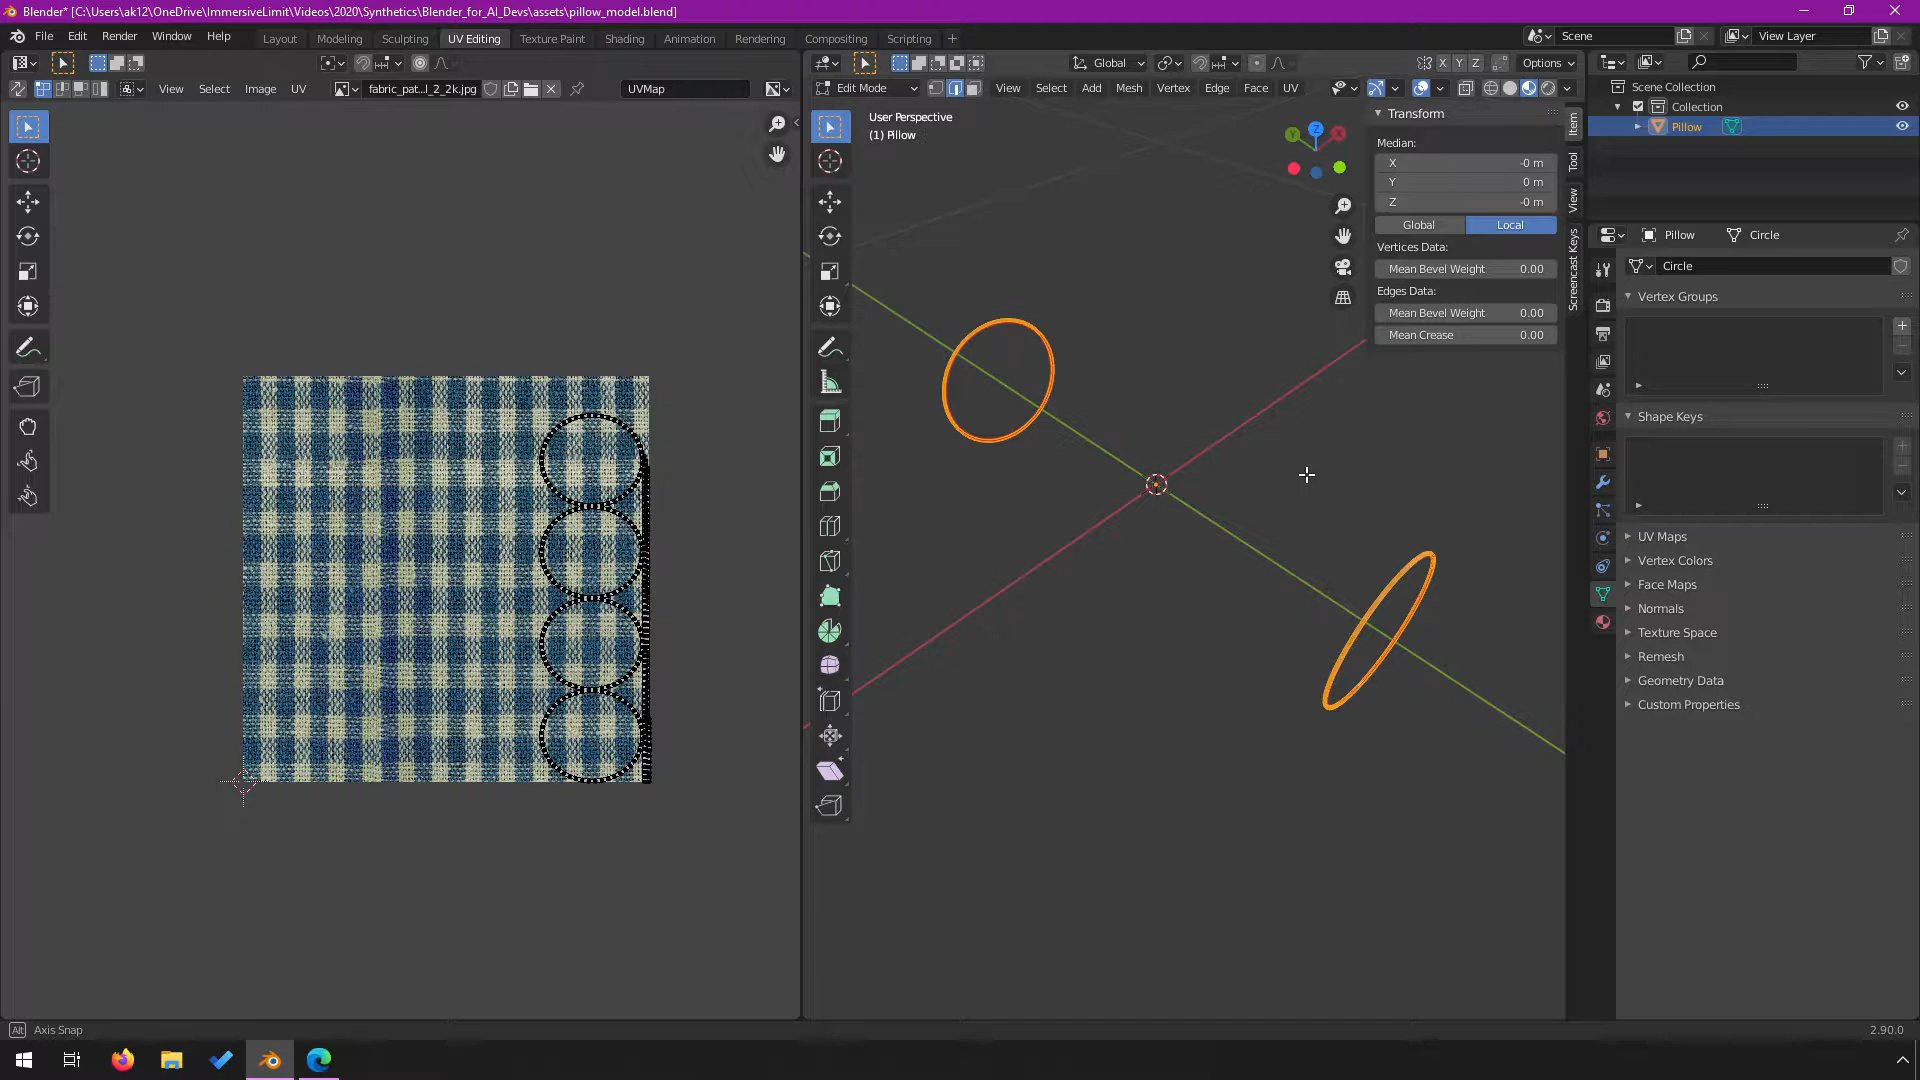 Blender* [C:\Users\ak12\OneDrive\ImmersiveLimit\Videos\2020\Synthetics\Blender_for_AI_Devs\assets\pillow_model.blend]
File Edit Render Window Help
Layout Modeling Sculpting UV Editing Texture Paint Shading Animation Rendering Compositing Scripting
Scene
View Layer
Global
X Y Z
Options
View Select Image UV
fabric_pat...l_2_2k.jpg
UVMap
Edit Mode
View Select Add Mesh Vertex Edge Face UV
User Perspective
(1) Pillow
Y Z X
Transform
Median:
X -0 m
Y 0 m
Z -0 m
Global Local
Vertices Data:
Mean Bevel Weight 0.00
Edges Data:
Mean Bevel Weight 0.00
Mean Crease 0.00
Item
Tool
View
Screencast Keys
Scene Collection
Collection
Pillow
Pillow
Circle
Circle
Vertex Groups
Shape Keys
UV Maps
Vertex Colors
Face Maps
Normals
Texture Space
Remesh
Geometry Data
Custom Properties
Alt Axis Snap
2.90.0